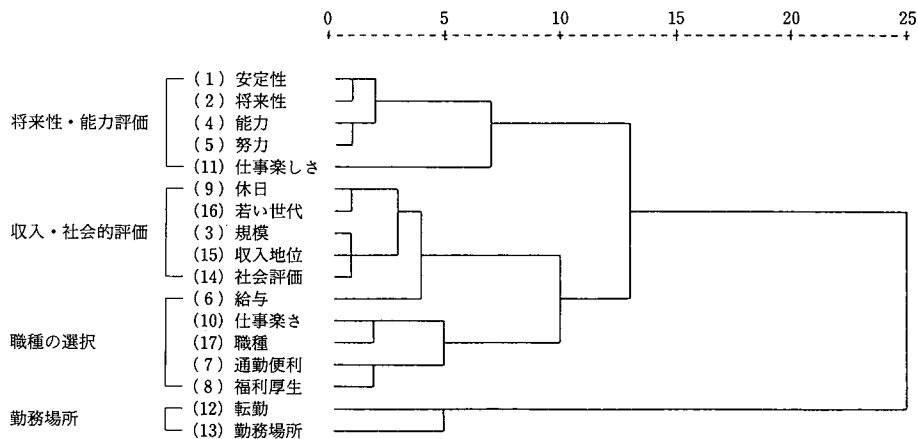 0 5 10 15 20 25
将来性・能力評価
(1) 安定性
(2) 将来性
(4) 能力
(5) 努力
(11) 仕事楽しさ
収入・社会的評価
(9) 休日
(16) 若い世代
(3) 規模
(15) 収入地位
(14) 社会評価
職種の選択
(6) 給与
(10) 仕事楽さ
(17) 職種
(7) 通勤便利
(8) 福利厚生
勤務場所
(12) 転勤
(13) 勤務場所